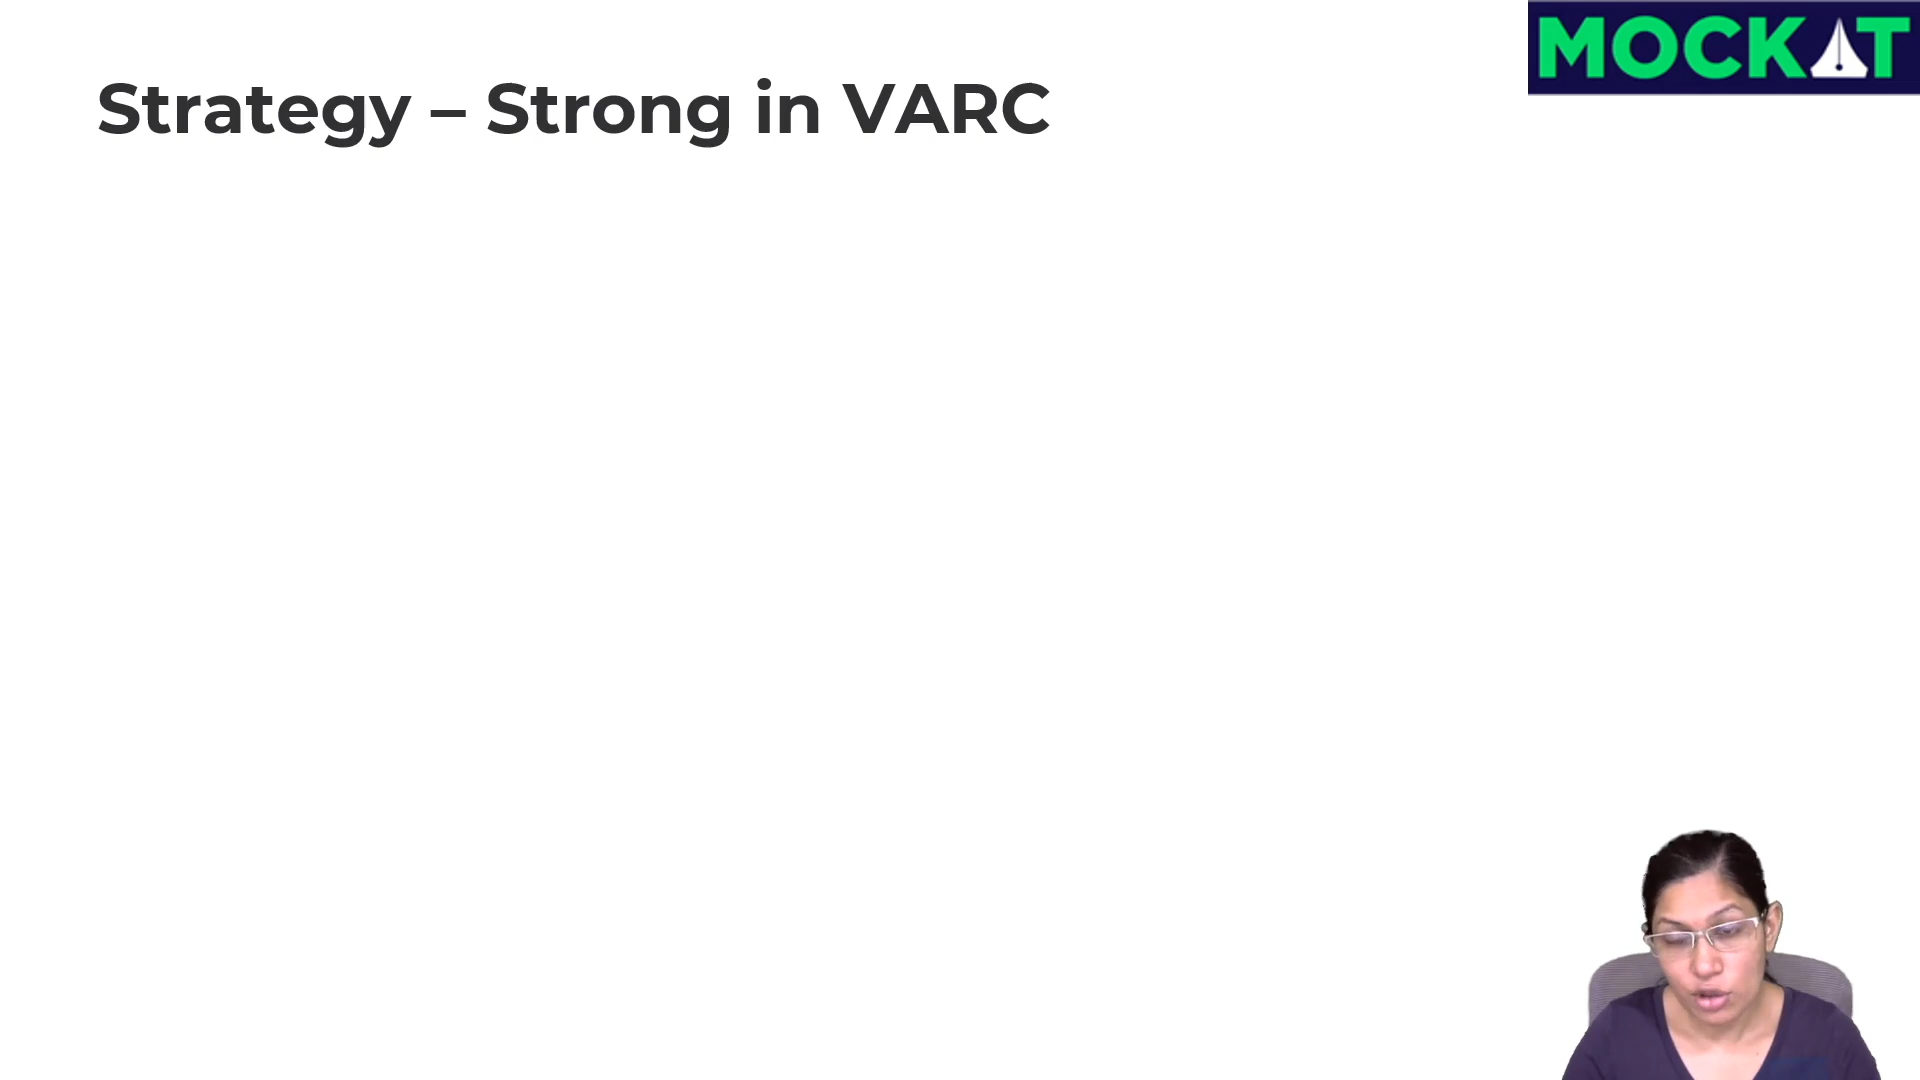 MOCKAT
Strategy – Strong in VARC